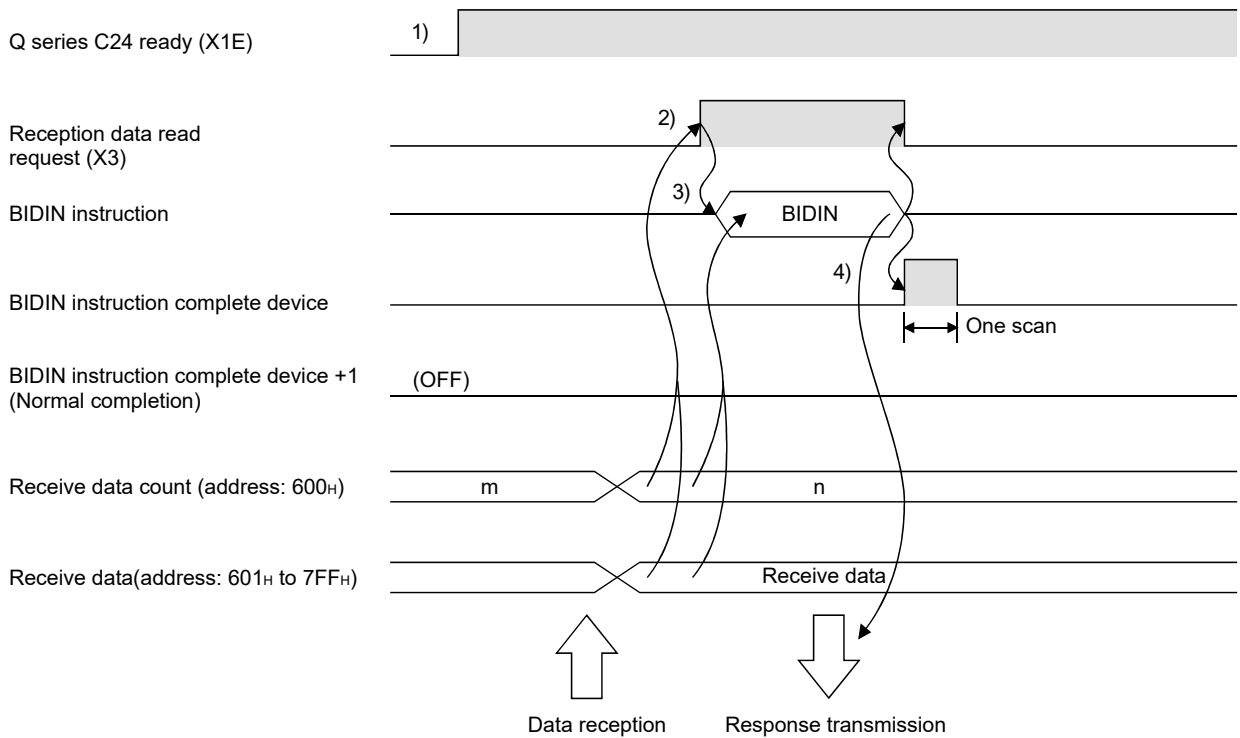 Q series C24 ready (X1E)
1)
Reception data read
request (X3)
2)
BIDIN instruction
3)
BIDIN
4)
BIDIN instruction complete device
One scan
BIDIN instruction complete device +1
(Normal completion)
(OFF)
Receive data count (address: 600H)
m
n
Receive data(address: 601H to 7FFH)
Receive data
Data reception
Response transmission